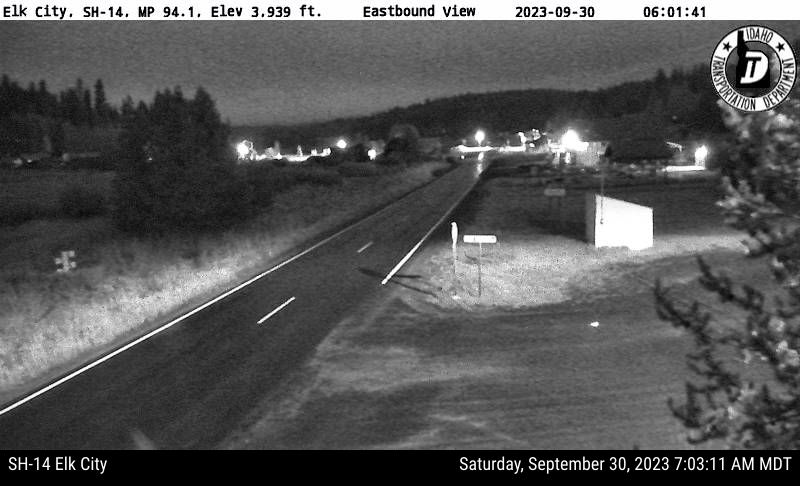 Elk City, SH-14, MP 94.1, Elev 3,939 ft. Eastbound View 2023-09-30 06:01:41
IDAHO TRANSPORTATION DEPARTMENT
SH-14 Elk City Saturday, September 30, 2023 7:03:11 AM MDT